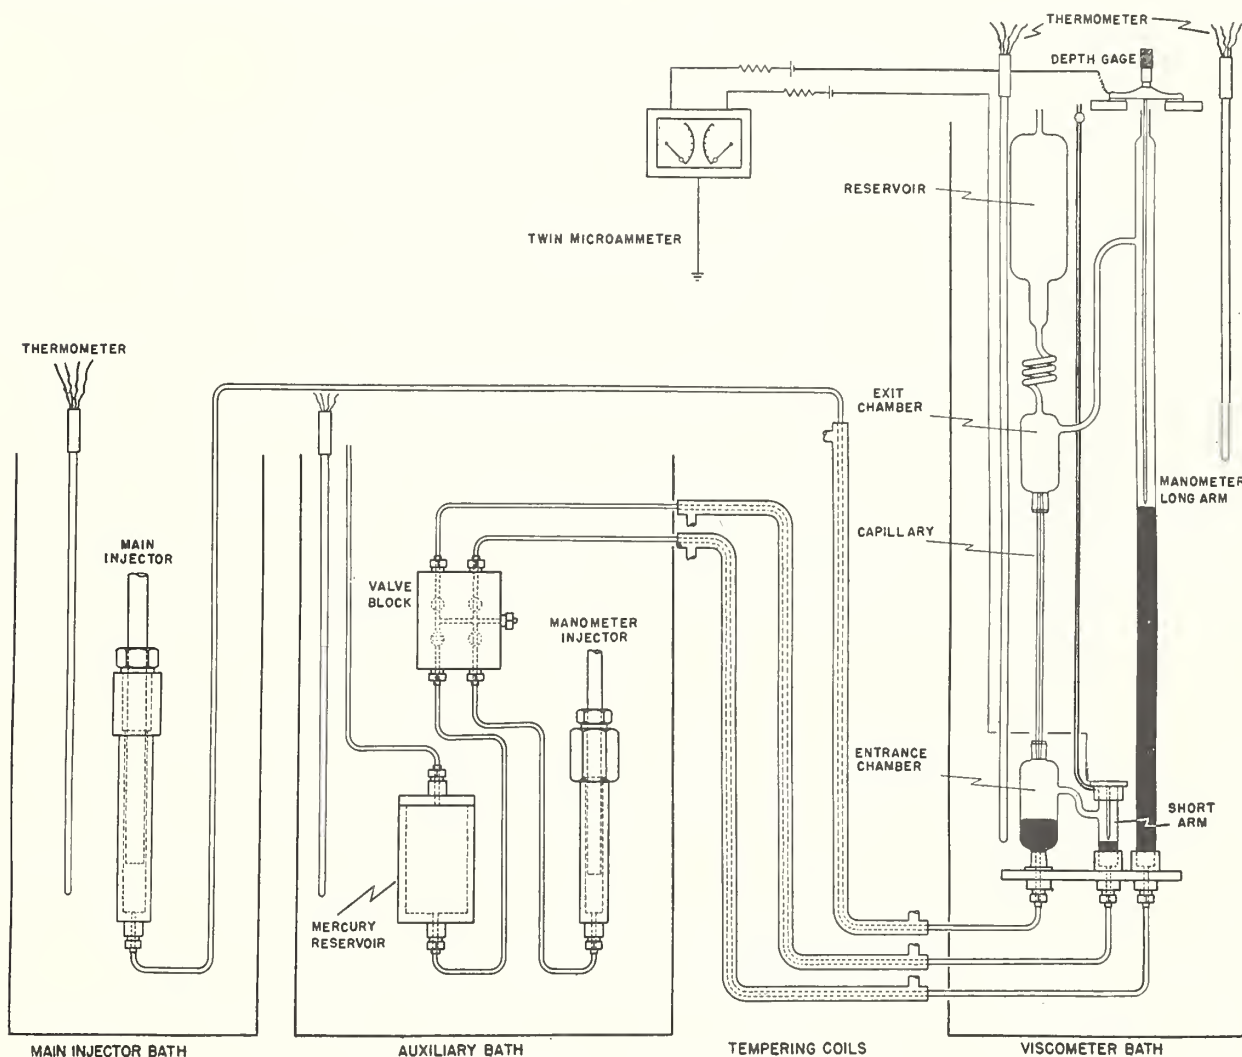 THERMOMETER
DEPTH GAGE
RESERVOIR
TWIN MICROAMMETER
THERMOMETER
EXIT
CHAMBER
MANOMETER
LONG ARM
MAIN
INJECTOR
CAPILLARY
VALVE
BLOCK
MANOMETER
INJECTOR
ENTRANCE
CHAMBER
SHORT
ARM
MERCURY
RESERVOIR
MAIN INJECTOR BATH
AUXILIARY BATH
TEMPERING COILS
VISCOMETER BATH